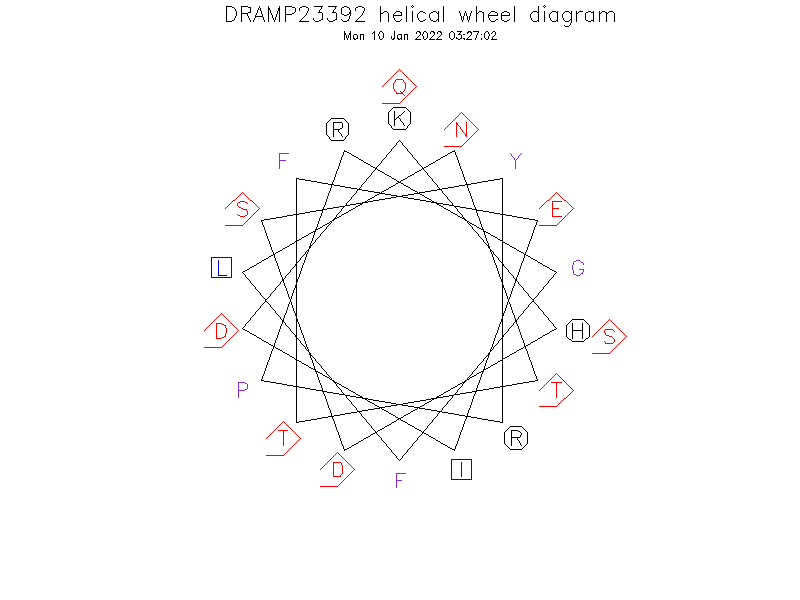 DRAMP23392 helical wheel diagram
Mon 10 Jan 2022 03:27:02
Q
R K N
F Y
S E
L G
D H S
P T
T R
D I
F